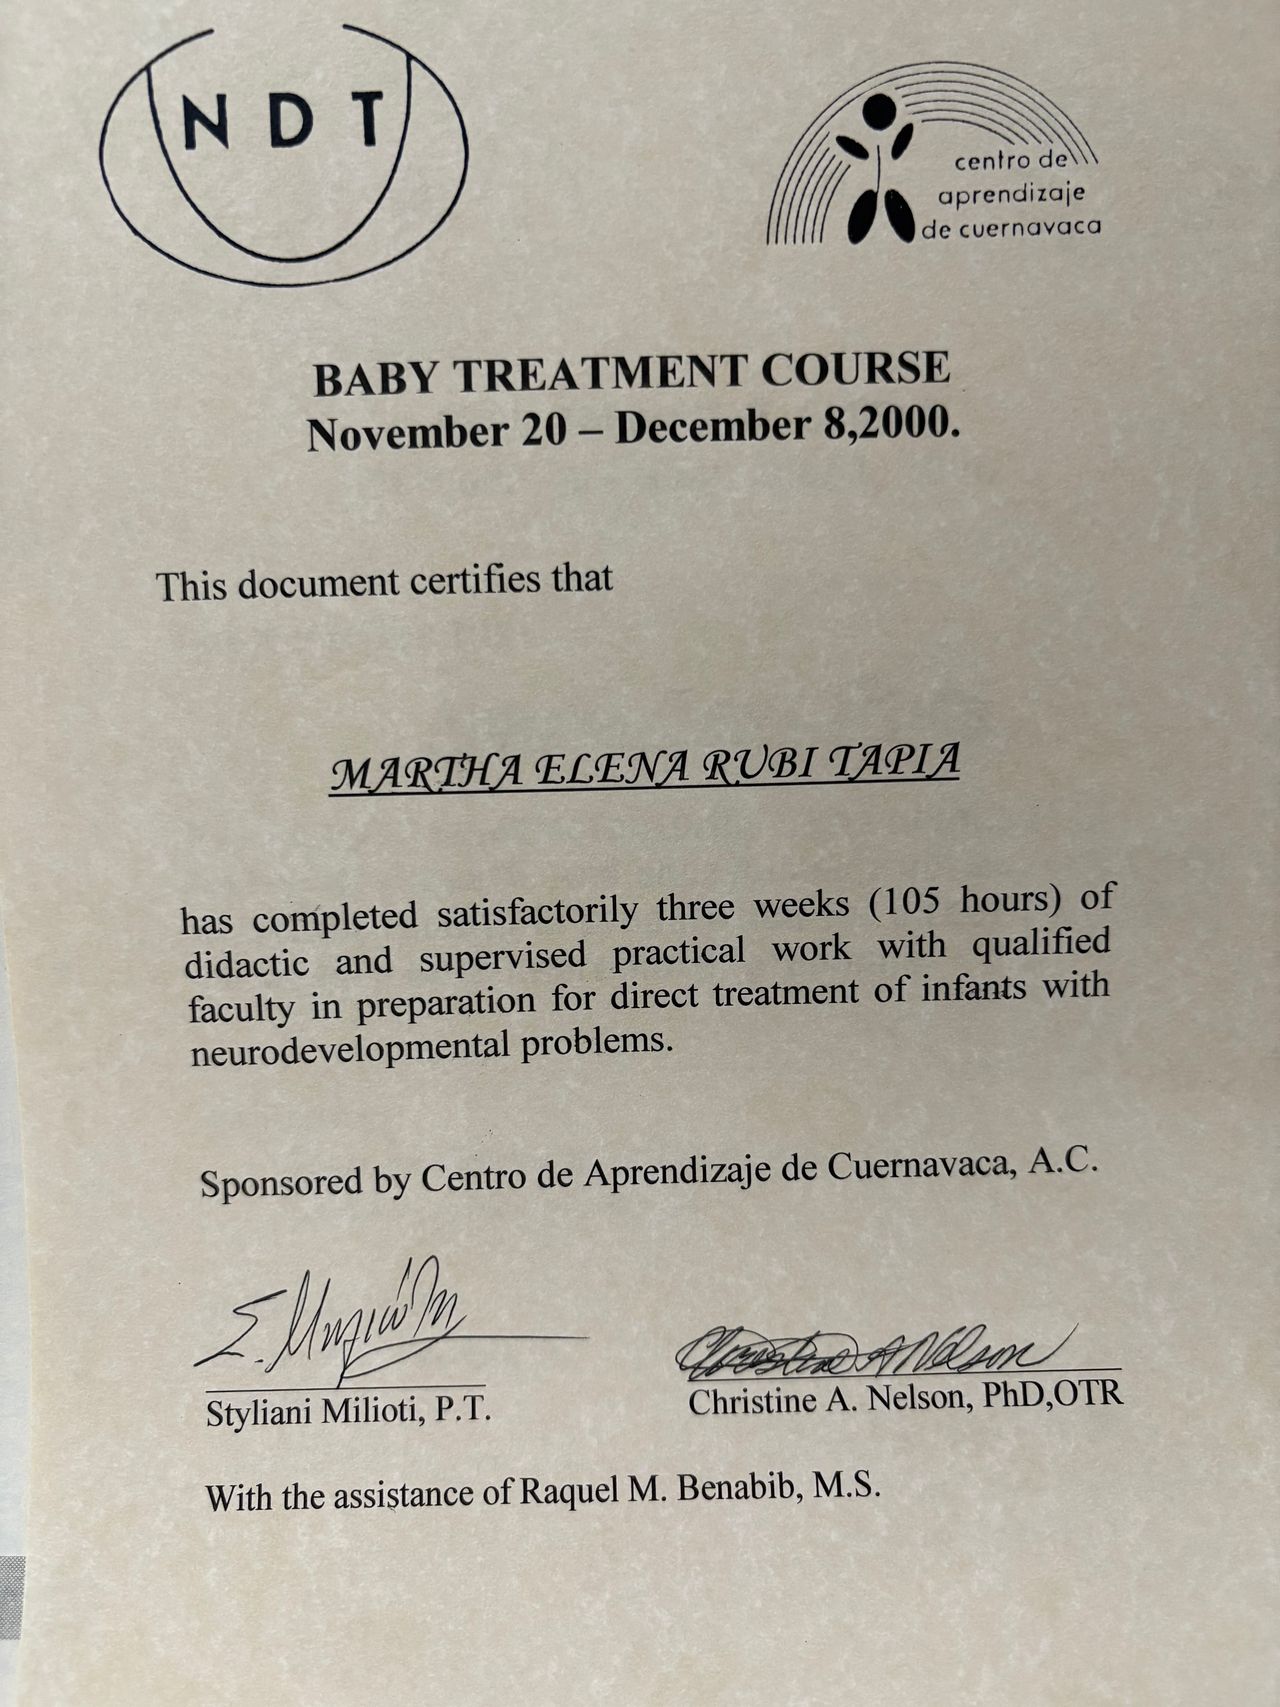 NDT
centro de
aprendizaje
de cuernavaca
BABY TREATMENT COURSE
November 20 – December 8,2000.
This document certifies that
MARTHA ELENA RUBI TAPIA
has completed satisfactorily three weeks (105 hours) of
didactic and supervised practical work with qualified
faculty in preparation for direct treatment of infants with
neurodevelopmental problems.
Sponsored by Centro de Aprendizaje de Cuernavaca, A.C.
Christine A Nelson
Styliani Milioti, P.T.
Christine A. Nelson, PhD,OTR
With the assistance of Raquel M. Benabib, M.S.